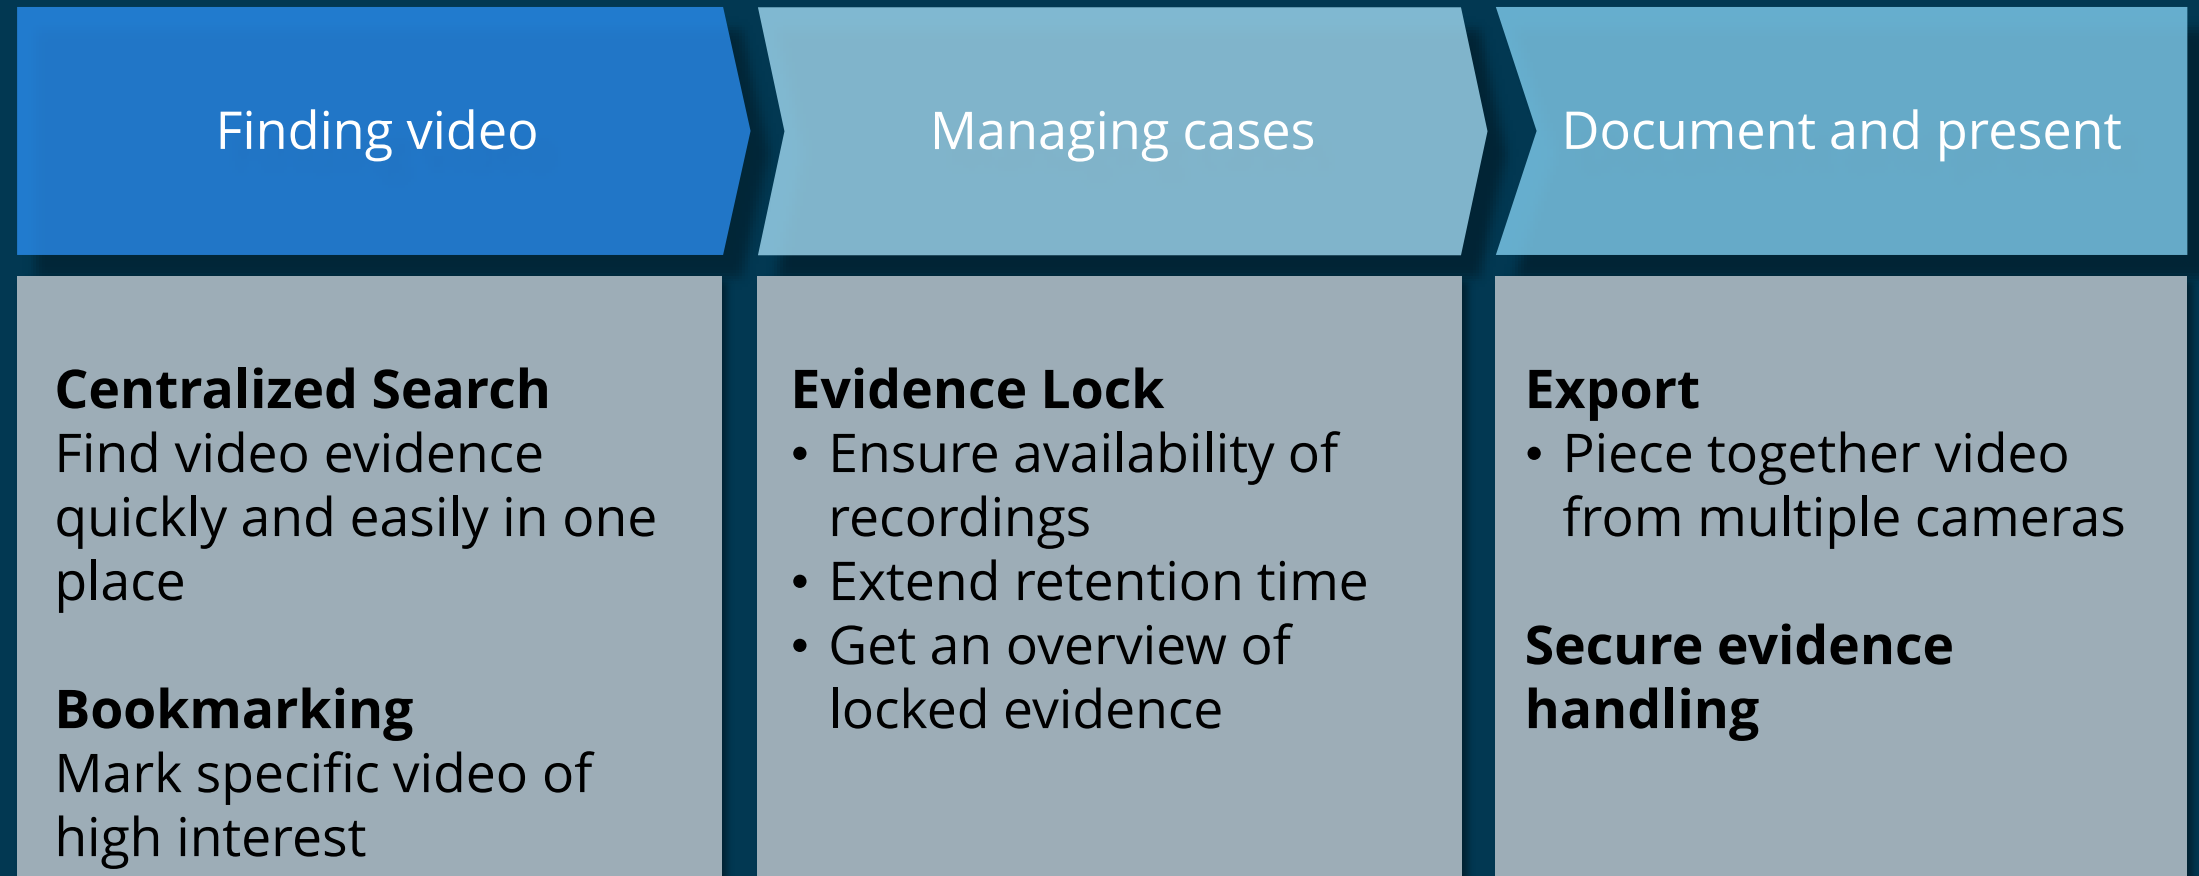 Finding video
Managing cases
Document and present
Centralized Search
Find video evidence
quickly and easily in one
place
Bookmarking
Mark specific video of
high interest
Evidence Lock
• Ensure availability of
recordings
• Extend retention time
• Get an overview of
locked evidence
Export
• Piece together video
from multiple cameras
Secure evidence
handling